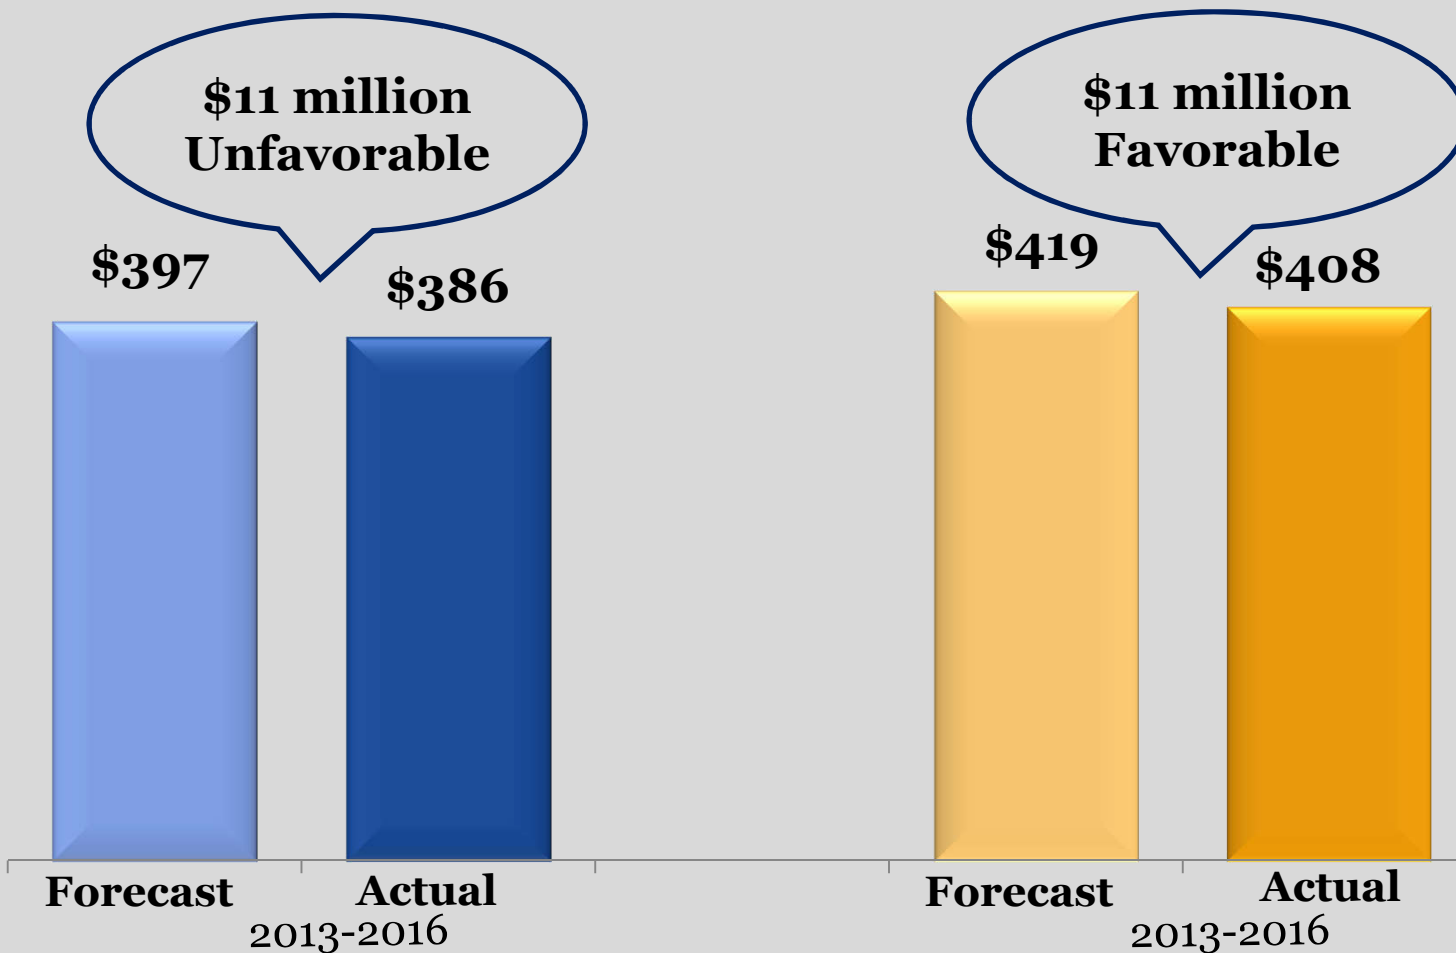 $11 million
Unfavorable
$397
$386
Forecast
Actual
2013-2016
$11 million
Favorable
$419
$408
Forecast
Actual
2013-2016